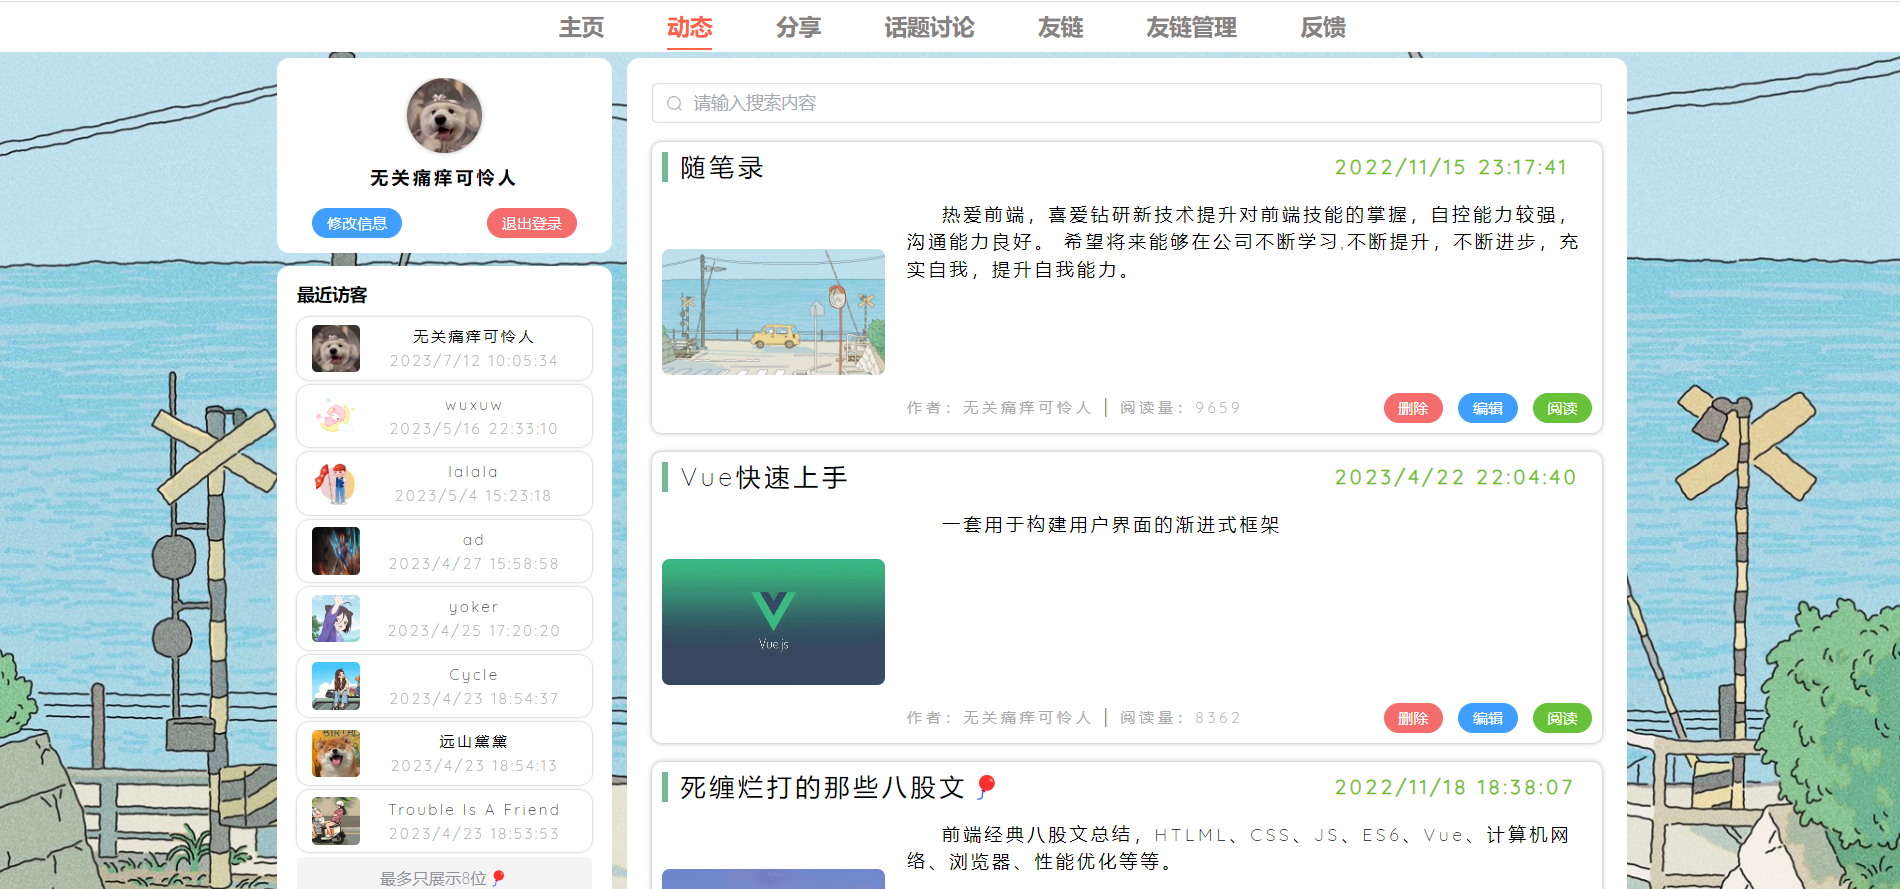 主页 动态 分享 话题讨论 友链 友链管理 反馈
无关痛痒可怜人
修改信息 退出登录
最近访客
无关痛痒可怜人
2023/7/12 10:05:34
wuxuw
2023/5/16 22:33:10
lalala
2023/5/4 15:23:18
ad
2023/4/27 15:58:58
yoker
2023/4/25 17:20:20
Cycle
2023/4/23 18:54:37
远山黛黛
2023/4/23 18:54:13
Trouble Is A Friend
2023/4/23 18:53:53
最多只展示8位🎈
请输入搜索内容
随笔录 2022/11/15 23:17:41
热爱前端，喜爱钻研新技术提升对前端技能的掌握，自控能力较强，
沟通能力良好。 希望将来能够在公司不断学习,不断提升，不断进步，充
实自我，提升自我能力。
作者：无关痛痒可怜人 | 阅读量：9659
删除 编辑 阅读
Vue快速上手 2023/4/22 22:04:40
一套用于构建用户界面的渐进式框架
Vue.js
作者：无关痛痒可怜人 | 阅读量：8362
删除 编辑 阅读
死缠烂打的那些八股文🎈 2022/11/18 18:38:07
前端经典八股文总结，HTLML、CSS、JS、ES6、Vue、计算机网
络、浏览器、性能优化等等。